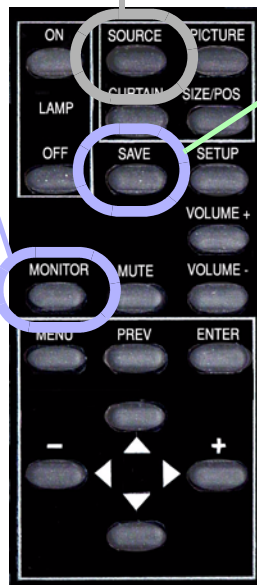 ON SOURCE PICTURE
CURTAIN SIZE/POS
LAMP
OFF SAVE SETUP
VOLUME +
MONITOR MUTE VOLUME -
MENU PREV ENTER
- +